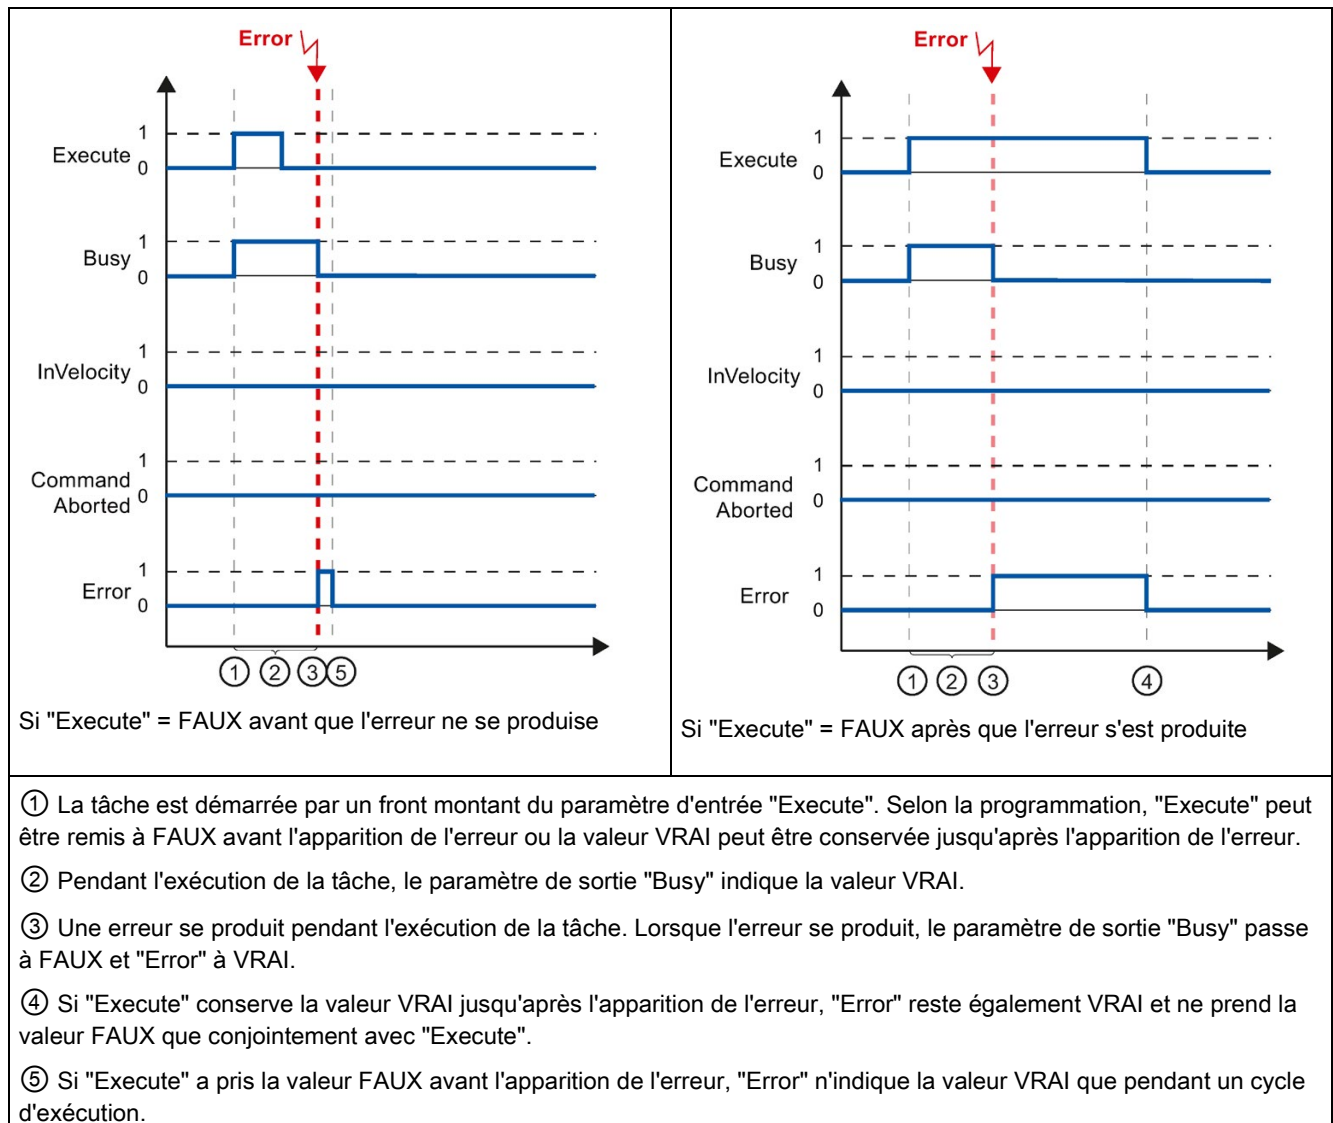 Error
1
Execute
0
1
Busy
0
1
InVelocity
0
1
Command
Aborted
0
1
Error
0
① ② ③ ⑤
Si "Execute" = FAUX avant que l'erreur ne se produise
Error
1
Execute
0
1
Busy
0
1
InVelocity
0
1
Command
Aborted
0
1
Error
0
① ② ③ ④
Si "Execute" = FAUX après que l'erreur s'est produite
① La tâche est démarrée par un front montant du paramètre d'entrée "Execute". Selon la programmation, "Execute" peut
être remis à FAUX avant l'apparition de l'erreur ou la valeur VRAI peut être conservée jusqu'après l'apparition de l'erreur.
② Pendant l'exécution de la tâche, le paramètre de sortie "Busy" indique la valeur VRAI.
③ Une erreur se produit pendant l'exécution de la tâche. Lorsque l'erreur se produit, le paramètre de sortie "Busy" passe
à FAUX et "Error" à VRAI.
④ Si "Execute" conserve la valeur VRAI jusqu'après l'apparition de l'erreur, "Error" reste également VRAI et ne prend la
valeur FAUX que conjointement avec "Execute".
⑤ Si "Execute" a pris la valeur FAUX avant l'apparition de l'erreur, "Error" n'indique la valeur VRAI que pendant un cycle
d'exécution.